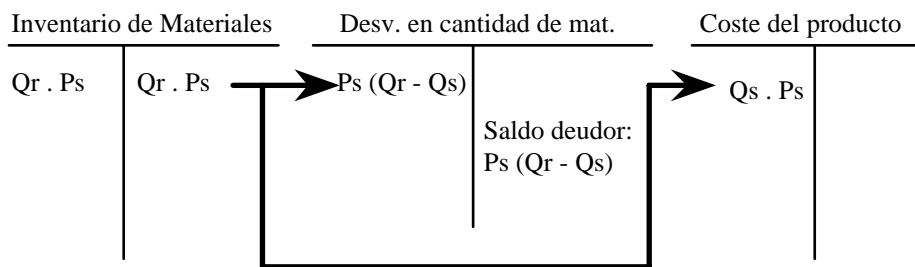 Inventario de Materiales
Desv. en cantidad de mat.
Coste del producto
Qr . Ps
Qr . Ps
Ps (Qr - Qs)
Qs . Ps
Saldo deudor:
Ps (Qr - Qs)